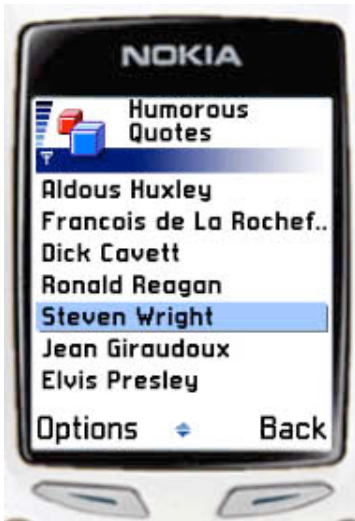 NOKIA
Humorous
Quotes
Aldous Huxley
Francois de La Rochef..
Dick Cavett
Ronald Reagan
Steven Wright
Jean Giraudoux
Elvis Presley
Options Back